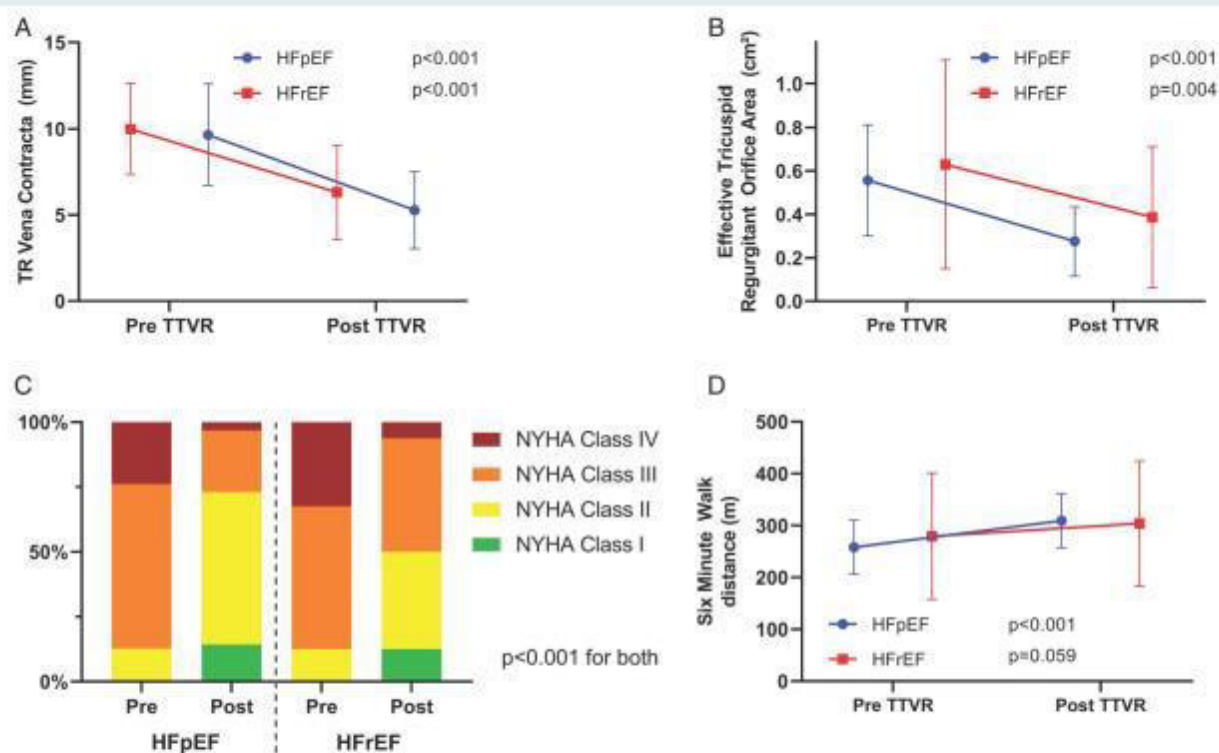 A
TR Vena Contracta (mm)
15
10
5
0
HFpEF p<0.001
HFrEF p<0.001
Pre TTVR Post TTVR
B
Effective Tricuspid
Regurgitant Orifice Area (cm²)
1.0
0.8
0.6
0.4
0.2
0.0
HFpEF p<0.001
HFrEF p=0.004
Pre TTVR Post TTVR
C
100%
50%
0%
NYHA Class IV
NYHA Class III
NYHA Class II
NYHA Class I
p<0.001 for both
Pre Post Pre Post
HFpEF HFrEF
D
Six Minute Walk
distance (m)
500
400
300
200
100
0
HFpEF p<0.001
HFrEF p=0.059
Pre TTVR Post TTVR